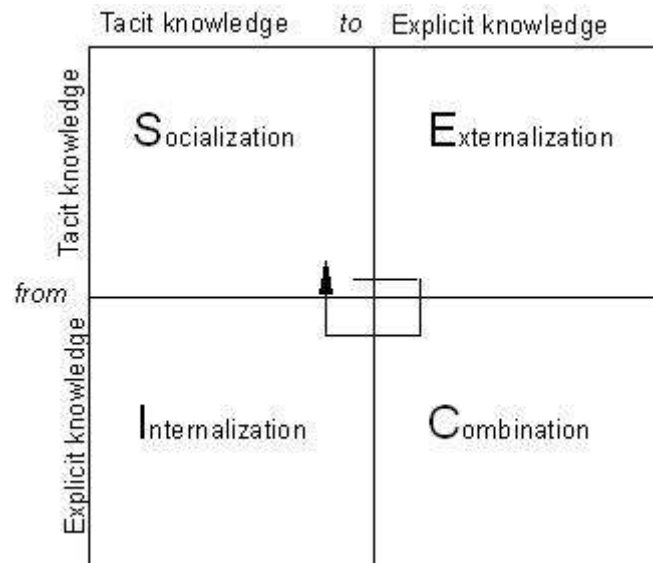 Tacit knowledge to Explicit knowledge
Tacit knowledge
Socialization
Externalization
from
Explicit knowledge
Internalization
Combination